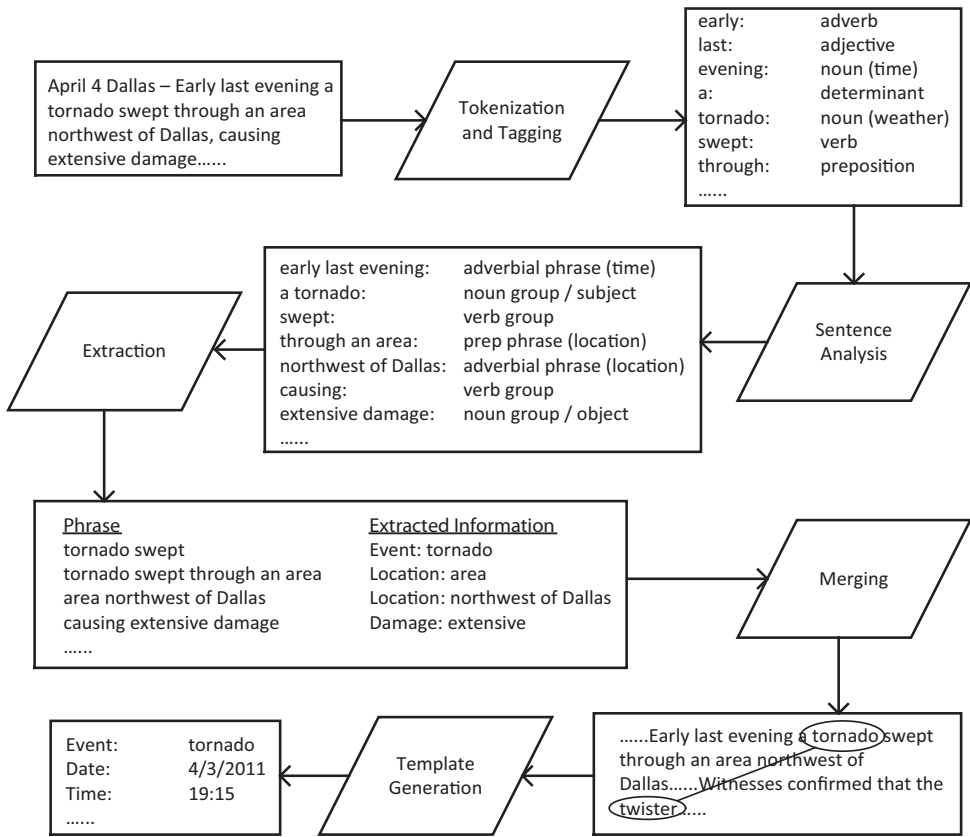 April 4 Dallas – Early last evening a
tornado swept through an area
northwest of Dallas, causing
extensive damage......
Tokenization
and Tagging
early: adverb
last: adjective
evening: noun (time)
a: determinant
tornado: noun (weather)
swept: verb
through: preposition
......
Sentence
Analysis
early last evening: adverbial phrase (time)
a tornado: noun group / subject
swept: verb group
through an area: prep phrase (location)
northwest of Dallas: adverbial phrase (location)
causing: verb group
extensive damage: noun group / object
......
Extraction
Phrase Extracted Information
tornado swept Event: tornado
tornado swept through an area Location: area
area northwest of Dallas Location: northwest of Dallas
causing extensive damage Damage: extensive
......
Merging
......Early last evening a tornado swept
through an area northwest of
Dallas......Witnesses confirmed that the
twister......
Template
Generation
Event: tornado
Date: 4/3/2011
Time: 19:15
......